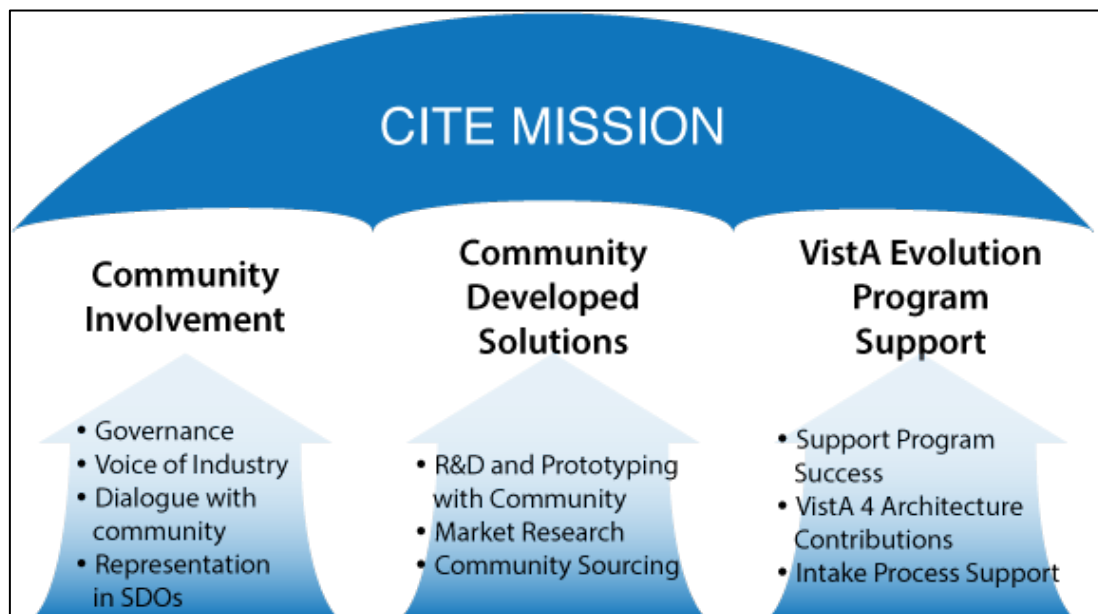 CITE MISSION
Community
Involvement
• Governance
• Voice of Industry
• Dialogue with
community
• Representation
in SDOs
Community
Developed
Solutions
• R&D and Prototyping
with Community
• Market Research
• Community Sourcing
VistA Evolution
Program
Support
• Support Program
Success
• VistA 4 Architecture
Contributions
• Intake Process Support